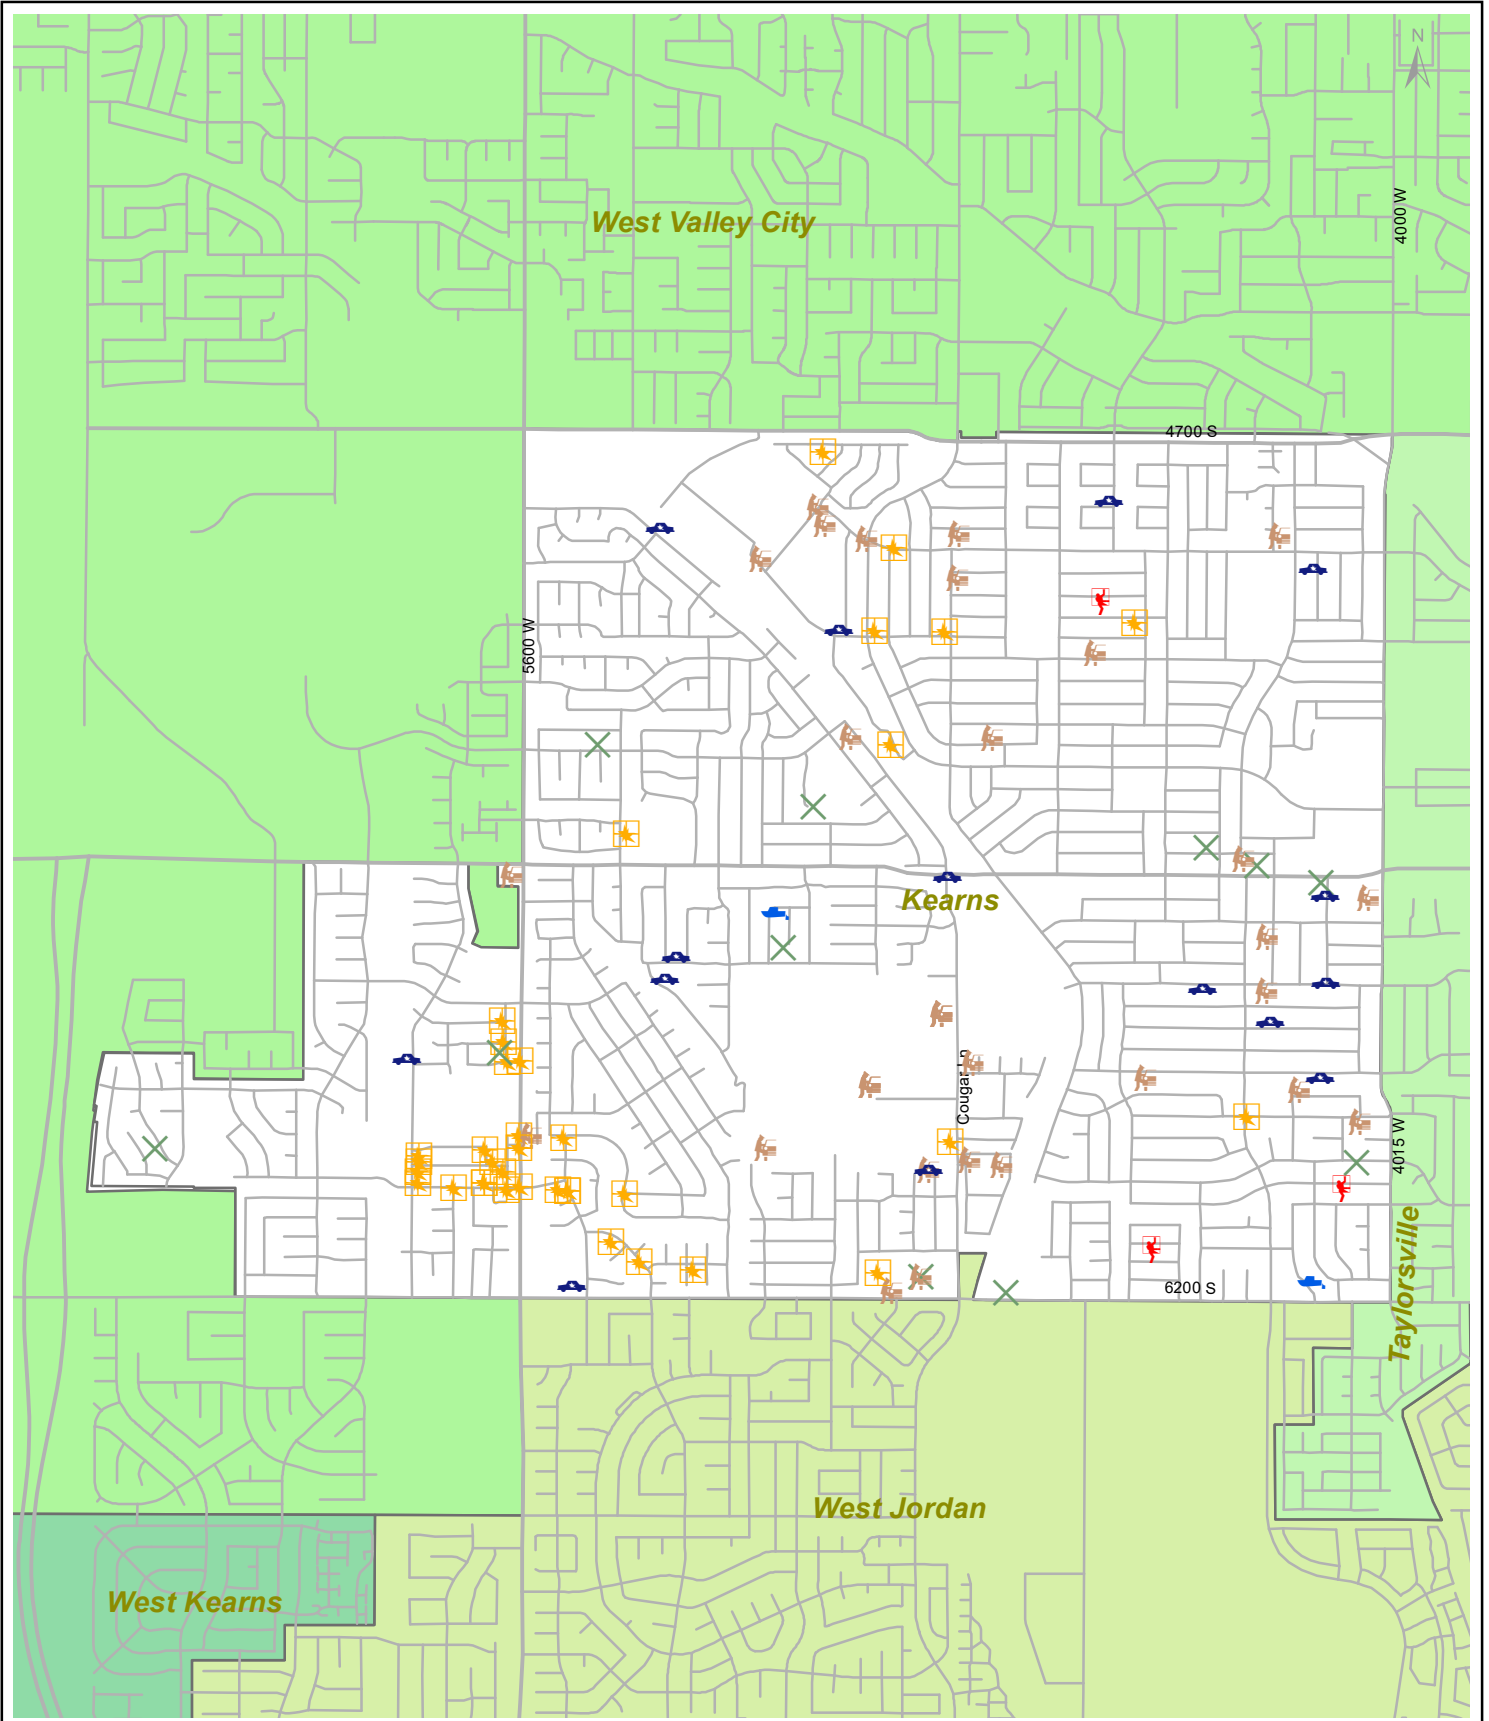 N
4000 W
West Valley City
4700 S
5600 W
Kearns
Cougar Ln
4015 W
Taylorsville
6200 S
West Jordan
West Kearns